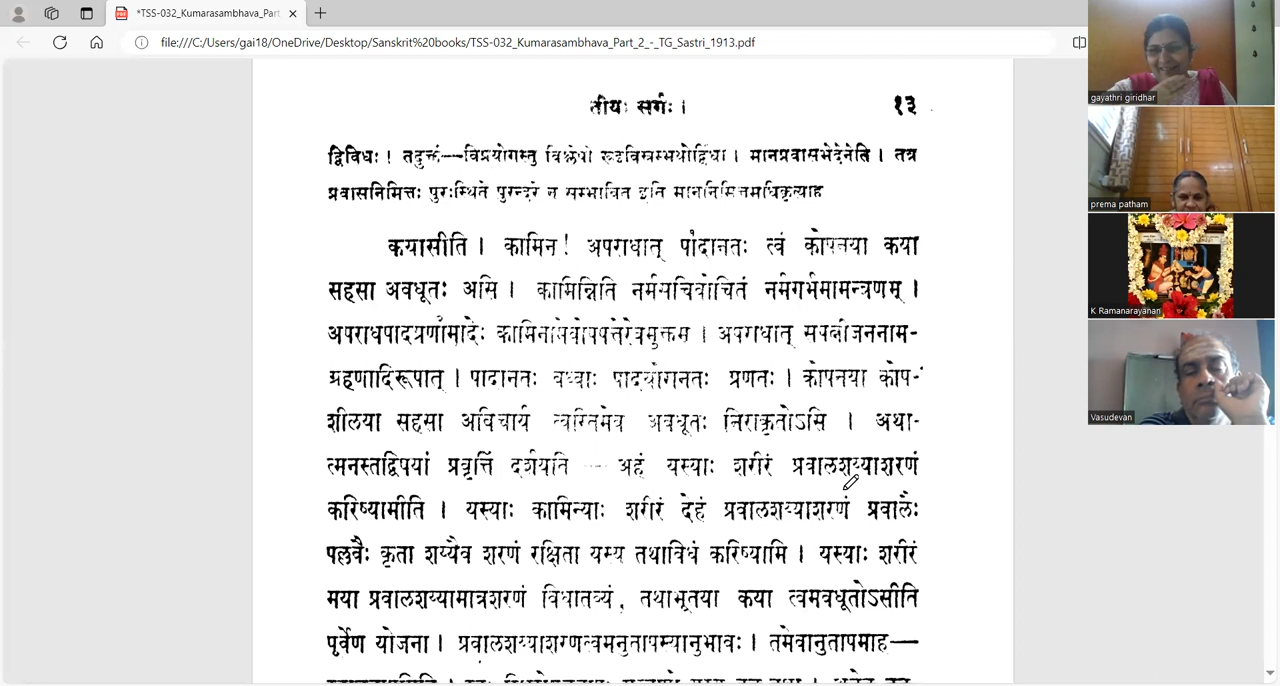 *TSS-032_Kumarasambhava_Part
file:///C:/Users/gai18/OneDrive/Desktop/Sanskrit%20books/TSS-032_Kumarasambhava_Part_2_-_TG_Sastri_1913.pdf
तीयः सर्गः । १३
द्विविधः! तदुक्तं—विप्रयोगस्तु विश्लेषो रूढविस्रम्भयोर्द्विधा । मानप्रवासभेदेनेति । तत्र
प्रवासनिमित्तः पुरःस्थिते पुरन्दरे न सम्भावित इति माननिमित्तमधिकृत्याह
कयासीति । कामिन! अपराधात् पादानतः त्वं कोपनया कया
सहसा अवधूतः असि । कामिन्निति नर्मसचिवोचितं नर्मगर्भमामन्त्रणम् ।
अपराधपादप्रणामादेः कामिनामेवोपपत्तेरेवमुक्तम । अपराधात् सपत्नीजननाम-
ग्रहणादिरूपात् । पादानतः वध्वाः पादयोरानतः प्रणतः । कोपनया कोप-
शीलया सहसा अविचार्य त्वरितमेव अवधूतः निराकृतोऽसि । अथा-
त्मनस्तद्विषयां प्रवृत्तिं दर्शयति — अहं यस्याः शरीरं प्रवालशय्याशरणं
करिष्यामीति । यस्याः कामिन्याः शरीरं देहं प्रवालशय्याशरणं प्रवालैः
पल्लवैः कृता शय्यैव शरणं रक्षिता यस्य तथाविधं करिष्यामि । यस्याः शरीरं
मया प्रवालशय्यामात्रशरणं विधातव्यं, तथाभूतया कया त्वमवधूतोऽसीति
पूर्वेण योजना । प्रवालशय्याशरणत्वमनुतापस्यानुभावः । तमेवानुतापमाह—
gayathri giridhar
prema patham
K Ramanarayanan
Vasudevan